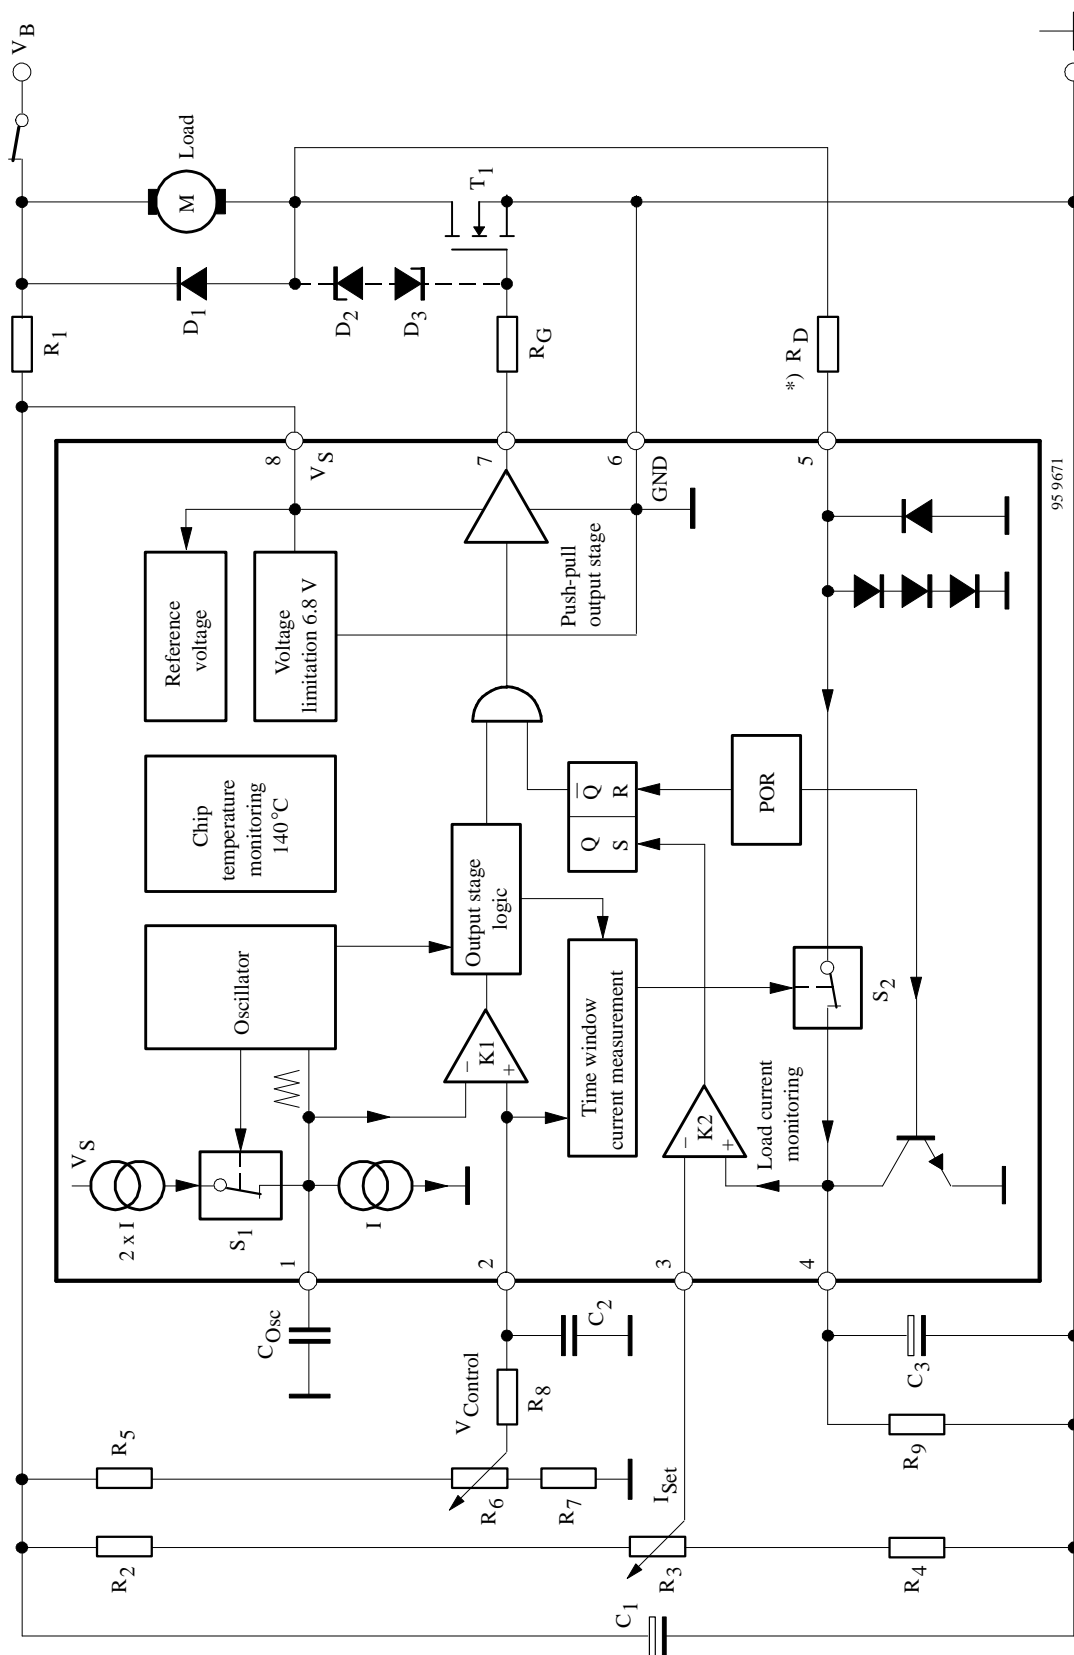 V_B
Load
M
T_1
D_1
D_2
D_3
R_1
R_G
*) R_D
8
V_S
7
6
GND
5
95 9671
Reference
voltage
Voltage
limitation 6.8 V
Push-pull
output stage
Chip
temperature
monitoring
140 °C
Q
Q̅
S
R
POR
Oscillator
Output stage
logic
Time window
current measurement
K1
−
+
K2
−
+
Load current
monitoring
S_2
V_S
2 x I
S_1
I
1
2
3
4
C_Osc
V_Control
C_2
R_8
C_3
R_5
R_6
R_7
I_Set
R_9
R_2
R_3
R_4
C_1